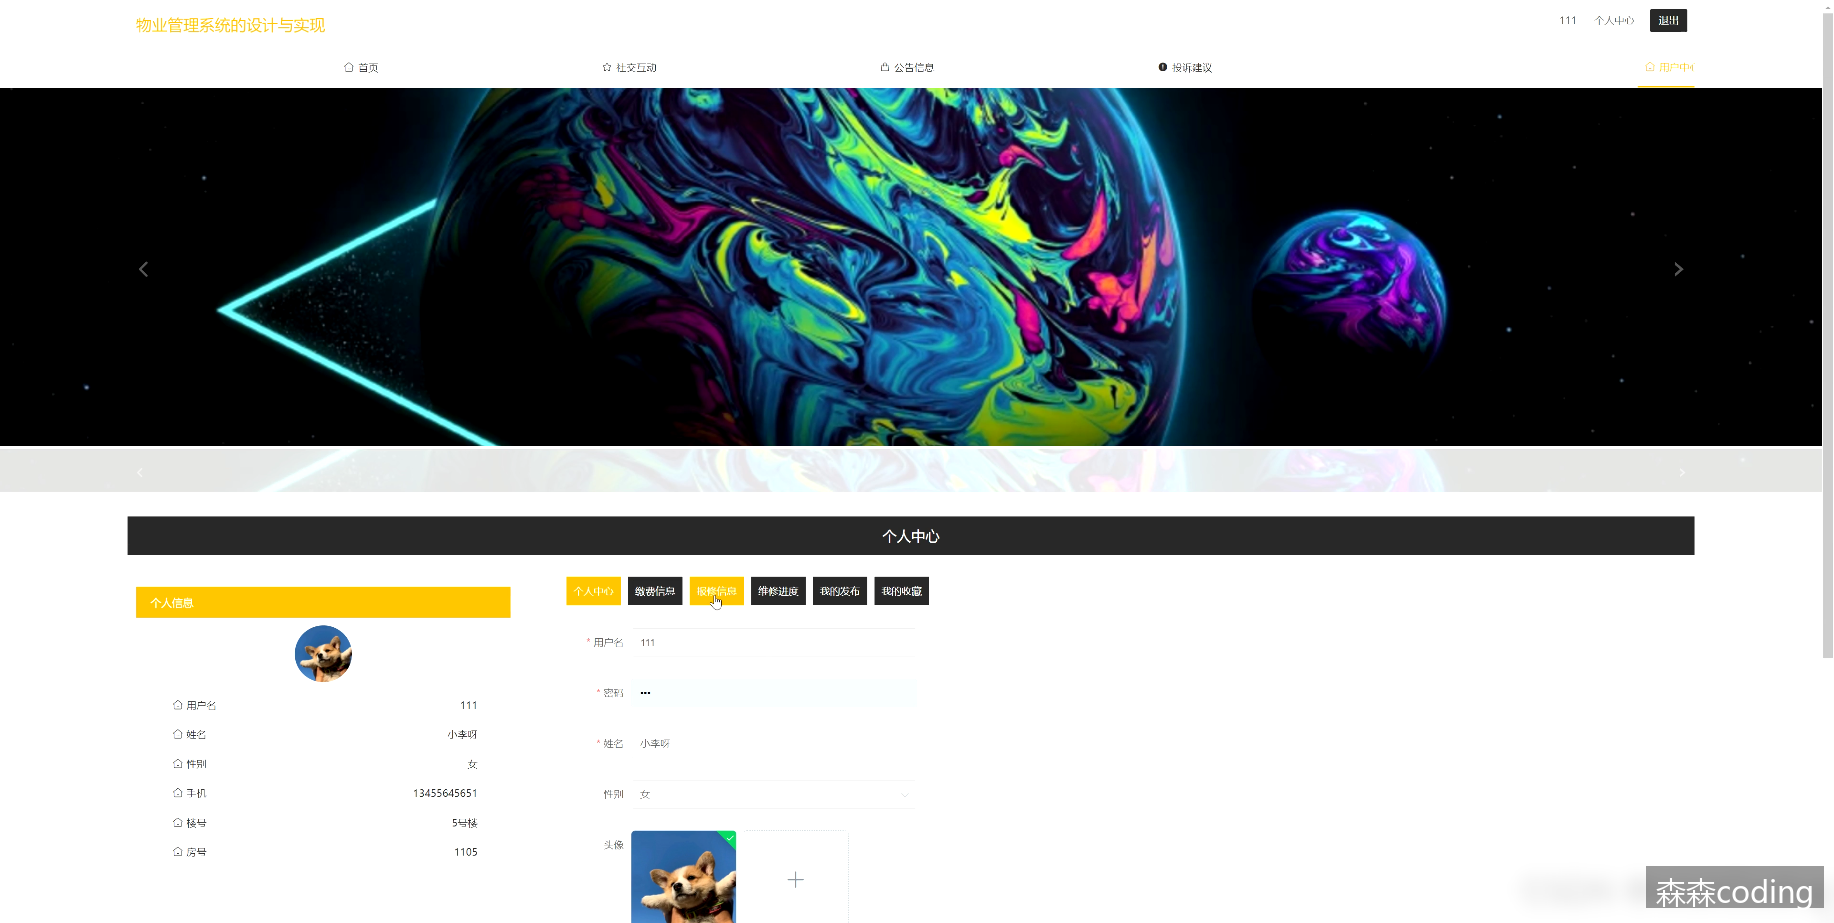 物业管理系统的设计与实现
111 个人中心 退出
首页 社交互动 公告信息 投诉建议 用户中心
个人中心
个人信息
个人中心 缴费信息 报修信息 维修进度 我的发布 我的收藏
用户名 111
姓名 小李呀
性别 女
手机 13455645651
楼号 5号楼
房号 1105
* 用户名 111
* 密码 •••
* 姓名 小李呀
性别 女
头像
森森coding